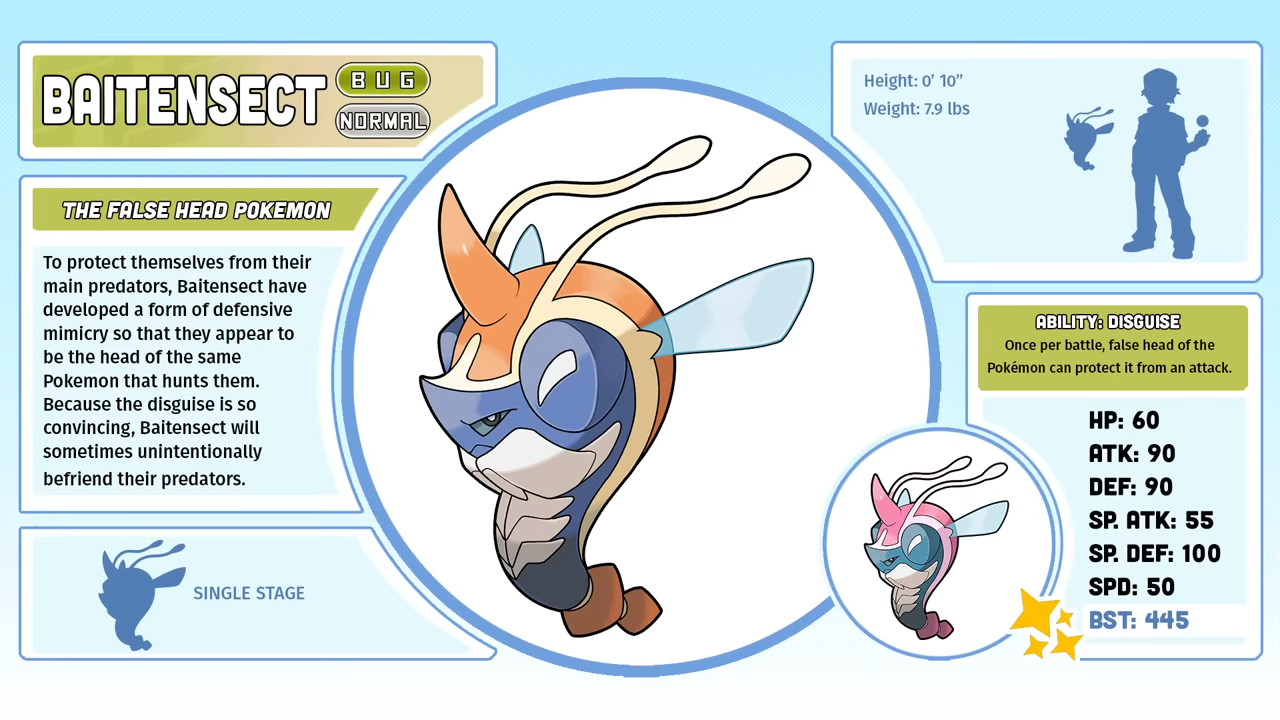 BAITENSECT
BUG
NORMAL
THE FALSE HEAD POKEMON
To protect themselves from their
main predators, Baitensect have
developed a form of defensive
mimicry so that they appear to
be the head of the same
Pokemon that hunts them.
Because the disguise is so
convincing, Baitensect will
sometimes unintentionally
befriend their predators.
SINGLE STAGE
Height: 0' 10”
Weight: 7.9 lbs
ABILITY: DISGUISE
Once per battle, false head of the
Pokémon can protect it from an attack.
HP: 60
ATK: 90
DEF: 90
SP. ATK: 55
SP. DEF: 100
SPD: 50
BST: 445